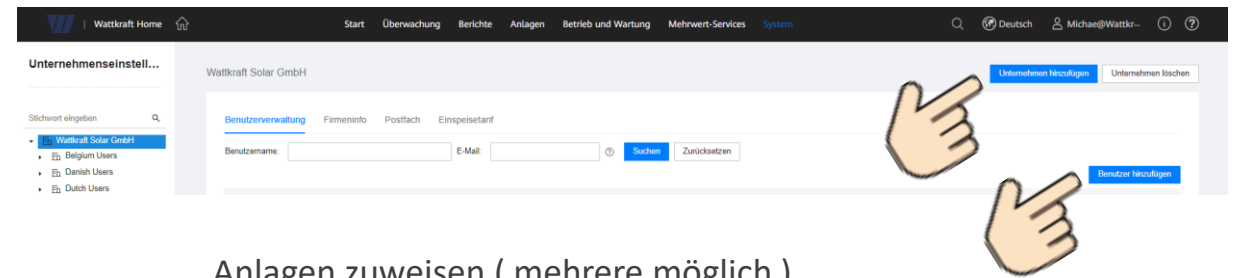 Wattkraft Home
Start Überwachung Berichte Anlagen Betrieb und Wartung Mehrwert-Services System
Deutsch Michae@Wattkr--
Unternehmenseinstell...
Wattkraft Solar GmbH
Unternehmen hinzufügen Unternehmen löschen
Stichwort eingeben
Benutzerverwaltung Firmeninfo Postfach Einspeisetarif
Wattkraft Solar GmbH
Belgium Users
Danish Users
Dutch Users
Benutzername: E-Mail: Suchen Zurücksetzen
Benutzer hinzufügen
Anlagen zuweisen ( mehrere möglich )